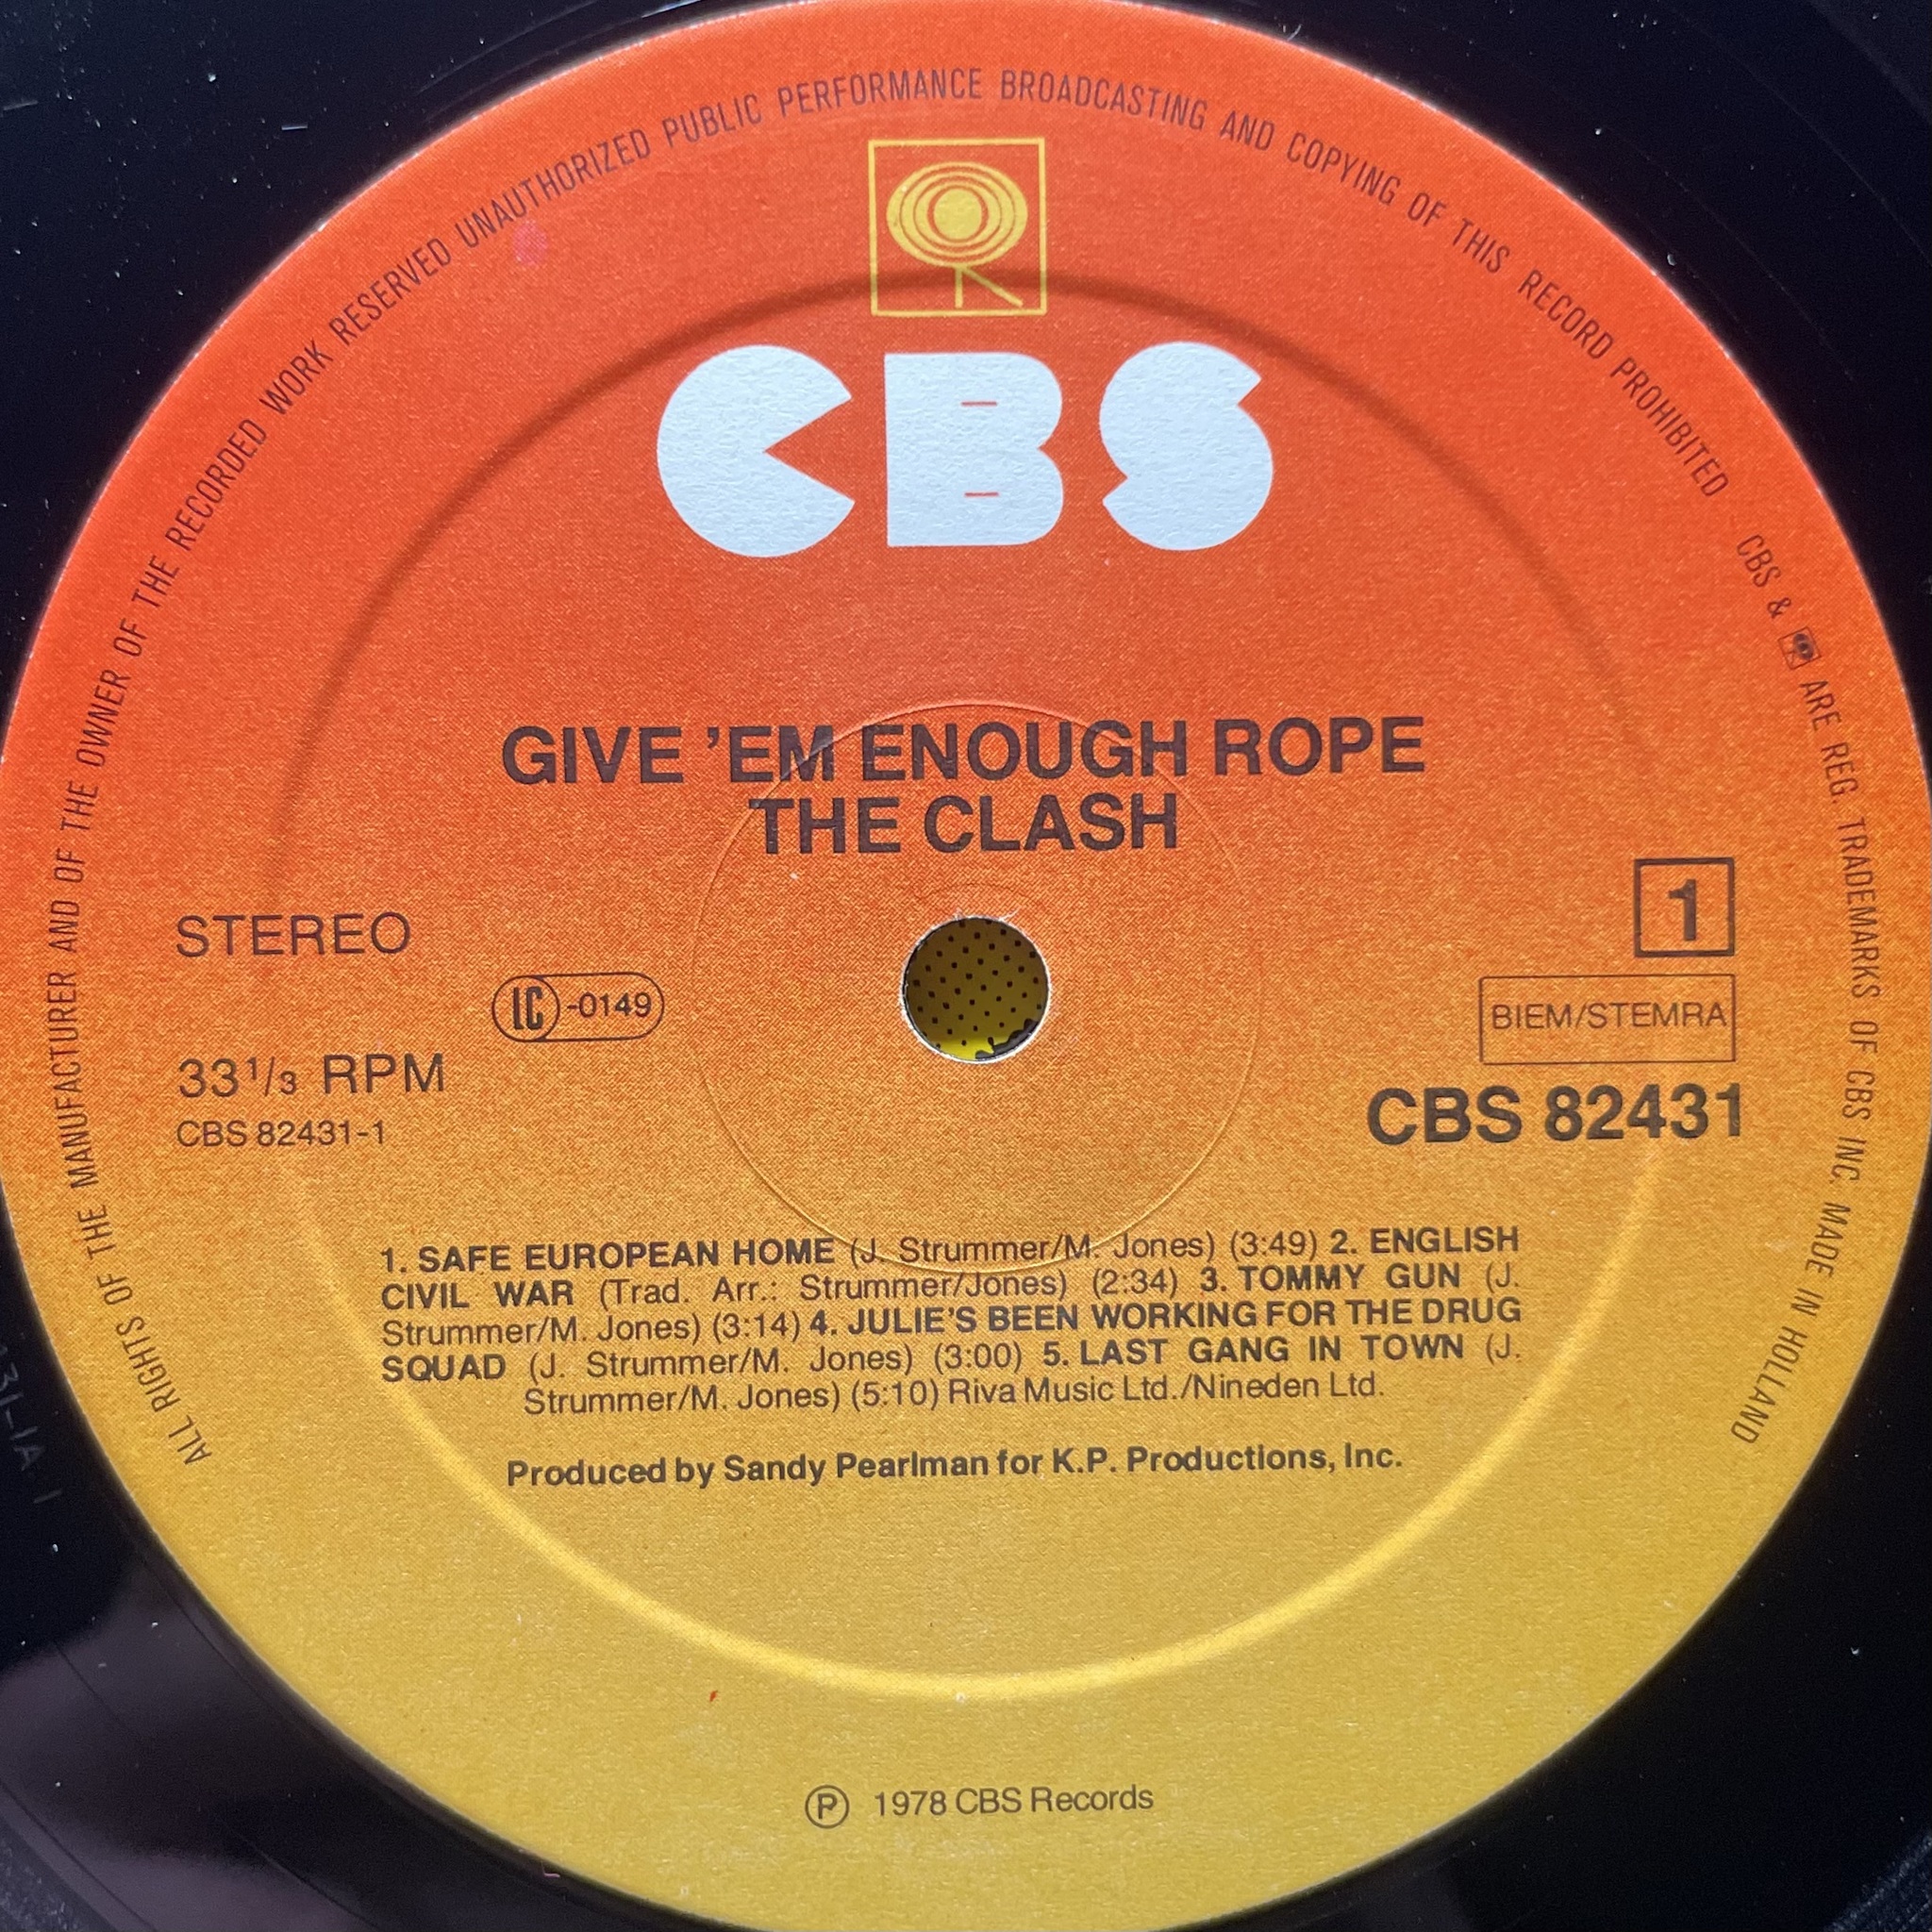 ALL RIGHTS OF THE MANUFACTURER AND OF THE OWNER OF THE RECORDED WORK RESERVED UNAUTHORIZED PUBLIC PERFORMANCE BROADCASTING AND COPYING OF THIS RECORD PROHIBITED CBS & ARE REG. TRADEMARKS OF CBS INC. MADE IN HOLLAND
CBS
GIVE 'EM ENOUGH ROPE
THE CLASH
STEREO
1
LC -0149
BIEM/STEMRA
33 1/3 RPM
CBS 82431
CBS 82431-1
1. SAFE EUROPEAN HOME (J. Strummer/M. Jones) (3:49) 2. ENGLISH
CIVIL WAR (Trad. Arr.: Strummer/Jones) (2:34) 3. TOMMY GUN (J.
Strummer/M. Jones) (3:14) 4. JULIE'S BEEN WORKING FOR THE DRUG
SQUAD (J. Strummer/M. Jones) (3:00) 5. LAST GANG IN TOWN (J.
Strummer/M. Jones) (5:10) Riva Music Ltd./Nineden Ltd.
Produced by Sandy Pearlman for K.P. Productions, Inc.
Ⓟ 1978 CBS Records